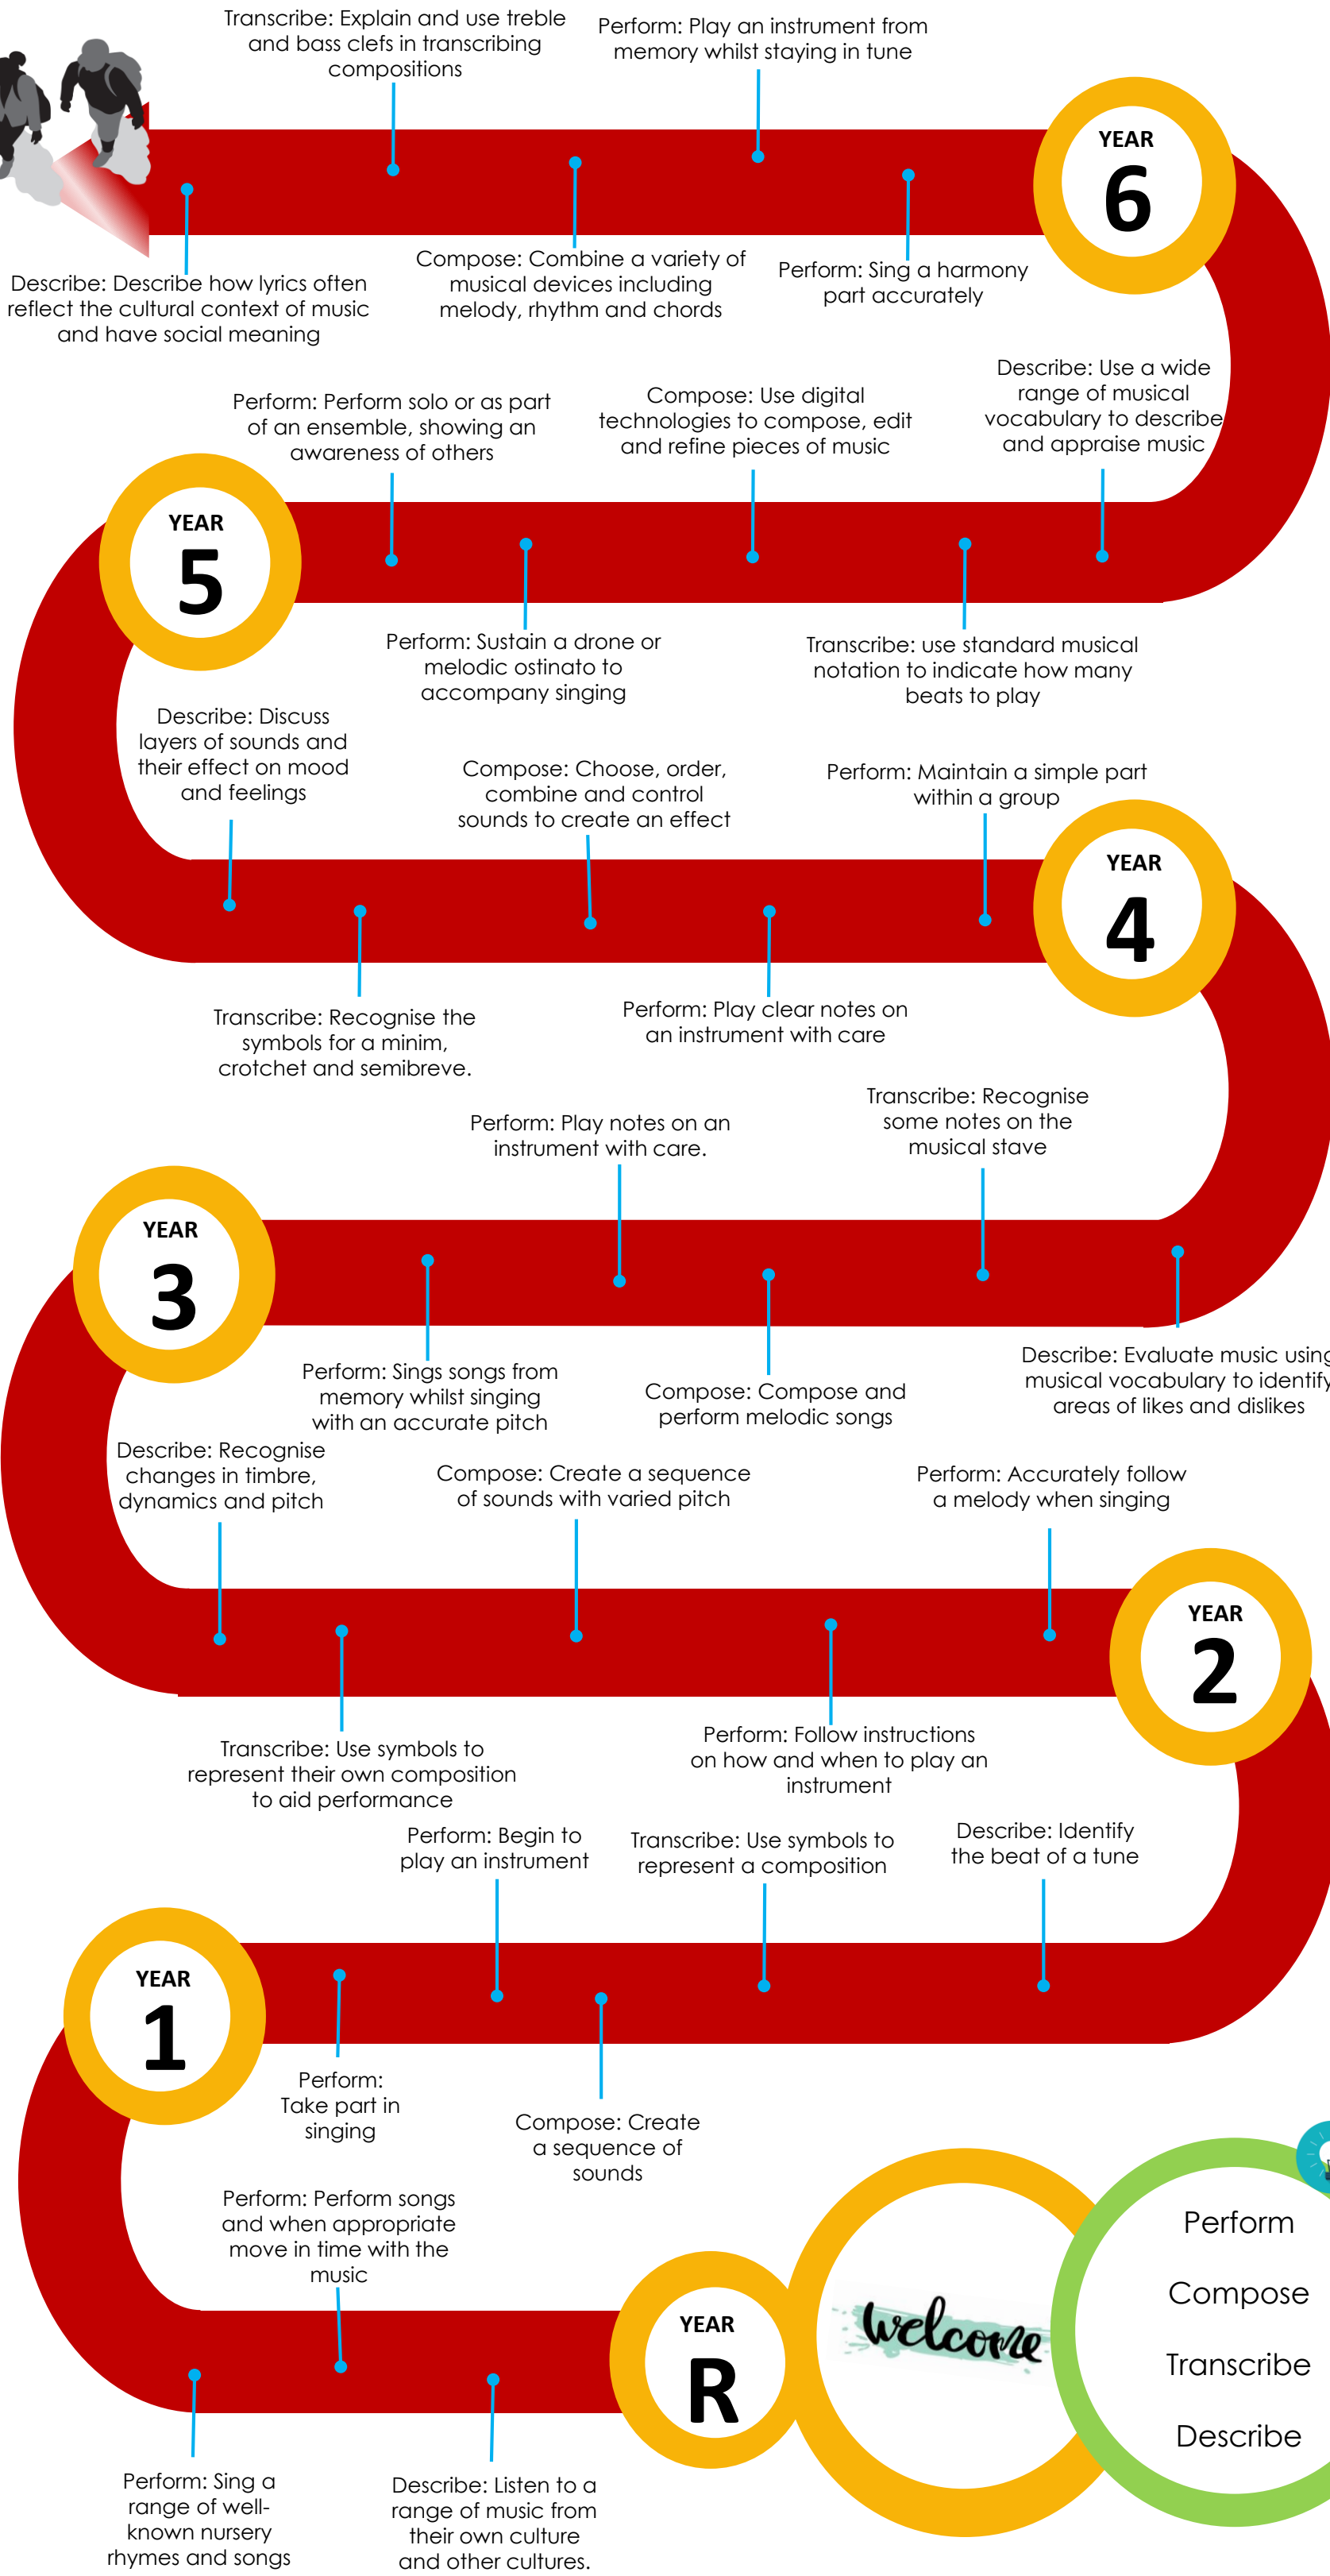 Transcribe: Explain and use treble
and bass clefs in transcribing
compositions
Perform: Play an instrument from
memory whilst staying in tune
YEAR
6
Describe: Describe how lyrics often
reflect the cultural context of music
and have social meaning
Compose: Combine a variety of
musical devices including
melody, rhythm and chords
Perform: Sing a harmony
part accurately
Perform: Perform solo or as part
of an ensemble, showing an
awareness of others
Compose: Use digital
technologies to compose, edit
and refine pieces of music
Describe: Use a wide
range of musical
vocabulary to describe
and appraise music
YEAR
5
Perform: Sustain a drone or
melodic ostinato to
accompany singing
Transcribe: use standard musical
notation to indicate how many
beats to play
Describe: Discuss
layers of sounds and
their effect on mood
and feelings
Compose: Choose, order,
combine and control
sounds to create an effect
Perform: Maintain a simple part
within a group
YEAR
4
Transcribe: Recognise the
symbols for a minim,
crotchet and semibreve.
Perform: Play clear notes on
an instrument with care
Perform: Play notes on an
instrument with care.
Transcribe: Recognise
some notes on the
musical stave
YEAR
3
Perform: Sings songs from
memory whilst singing
with an accurate pitch
Compose: Compose and
perform melodic songs
Describe: Evaluate music using
musical vocabulary to identify
areas of likes and dislikes
Describe: Recognise
changes in timbre,
dynamics and pitch
Compose: Create a sequence
of sounds with varied pitch
Perform: Accurately follow
a melody when singing
YEAR
2
Transcribe: Use symbols to
represent their own composition
to aid performance
Perform: Follow instructions
on how and when to play an
instrument
Perform: Begin to
play an instrument
Transcribe: Use symbols to
represent a composition
Describe: Identify
the beat of a tune
YEAR
1
Perform:
Take part in
singing
Compose: Create
a sequence of
sounds
Perform: Perform songs
and when appropriate
move in time with the
music
YEAR
R
welcome
Perform
Compose
Transcribe
Describe
Perform: Sing a
range of well-
known nursery
rhymes and songs
Describe: Listen to a
range of music from
their own culture
and other cultures.